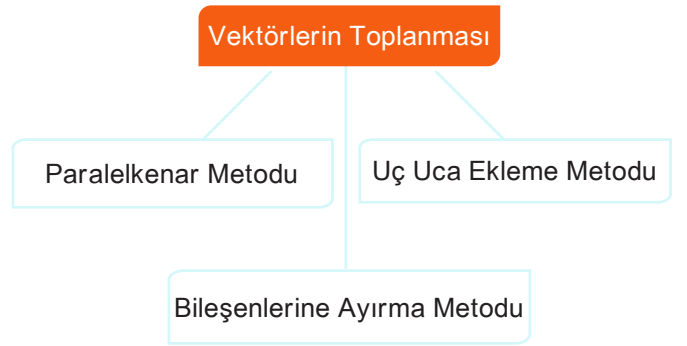 Vektörlerin Toplanması
Paralelkenar Metodu
Uç Uca Ekleme Metodu
Bileşenlerine Ayırma Metodu